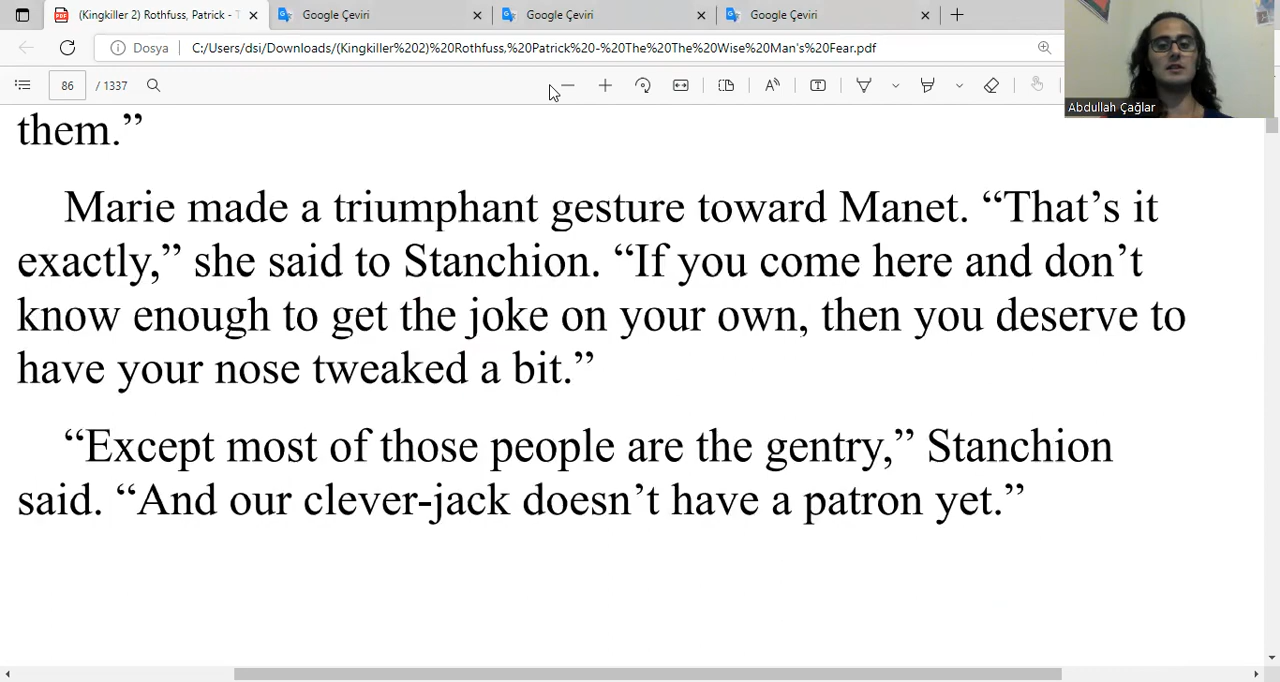 (Kingkiller 2) Rothfuss, Patrick - T
Google Çeviri
Google Çeviri
Google Çeviri
Dosya
C:/Users/dsi/Downloads/(Kingkiller%202)%20Rothfuss,%20Patrick%20-%20The%20The%20Wise%20Man's%20Fear.pdf
86 / 1337
Abdullah Çağlar
them.”
Marie made a triumphant gesture toward Manet. “That’s it
exactly,” she said to Stanchion. “If you come here and don’t
know enough to get the joke on your own, then you deserve to
have your nose tweaked a bit.”
“Except most of those people are the gentry,” Stanchion
said. “And our clever-jack doesn’t have a patron yet.”